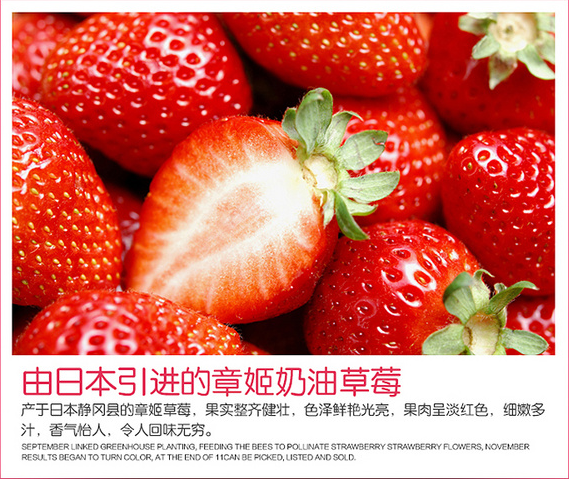 由日本引进的章姬奶油草莓
产于日本静冈县的章姬草莓，果实整齐健壮，色泽鲜艳光亮，果肉呈淡红色，细嫩多
汁，香气怡人，令人回味无穷。
SEPTEMBER LINKED GREENHOUSE PLANTING, FEEDING THE BEES TO POLLINATE STRAWBERRY STRAWBERRY FLOWERS, NOVEMBER
RESULTS BEGAN TO TURN COLOR, AT THE END OF 11CAN BE PICKED, LISTED AND SOLD.